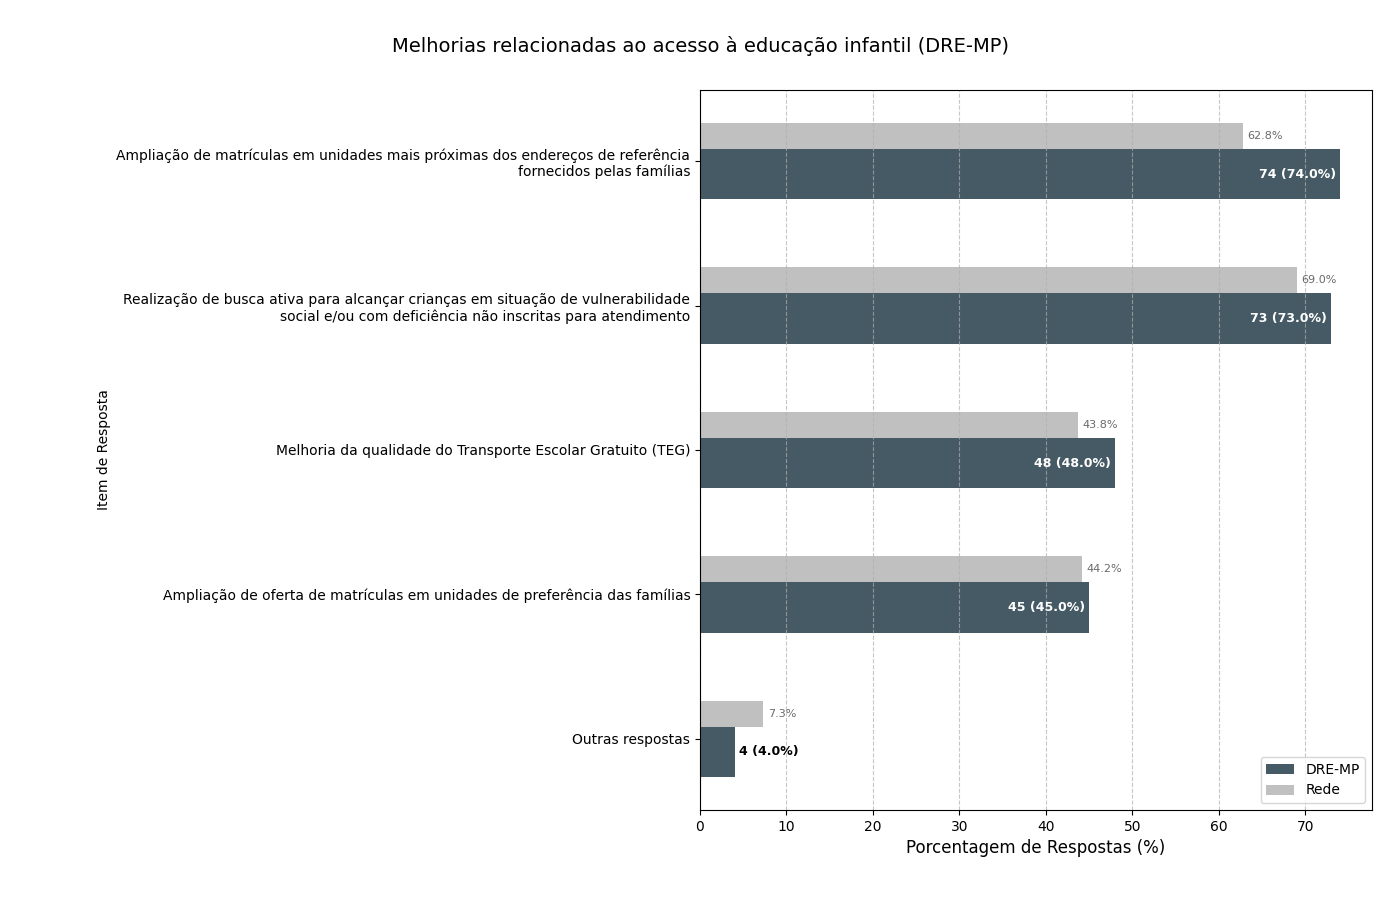 Melhorias relacionadas ao acesso à educação infantil (DRE-MP)
Item de Resposta
Ampliação de matrículas em unidades mais próximas dos endereços de referência
fornecidos pelas famílias
62.8%
74 (74.0%)
Realização de busca ativa para alcançar crianças em situação de vulnerabilidade
social e/ou com deficiência não inscritas para atendimento
69.0%
73 (73.0%)
Melhoria da qualidade do Transporte Escolar Gratuito (TEG)
43.8%
48 (48.0%)
Ampliação de oferta de matrículas em unidades de preferência das famílias
44.2%
45 (45.0%)
Outras respostas
7.3%
4 (4.0%)
DRE-MP
Rede
0 10 20 30 40 50 60 70
Porcentagem de Respostas (%)